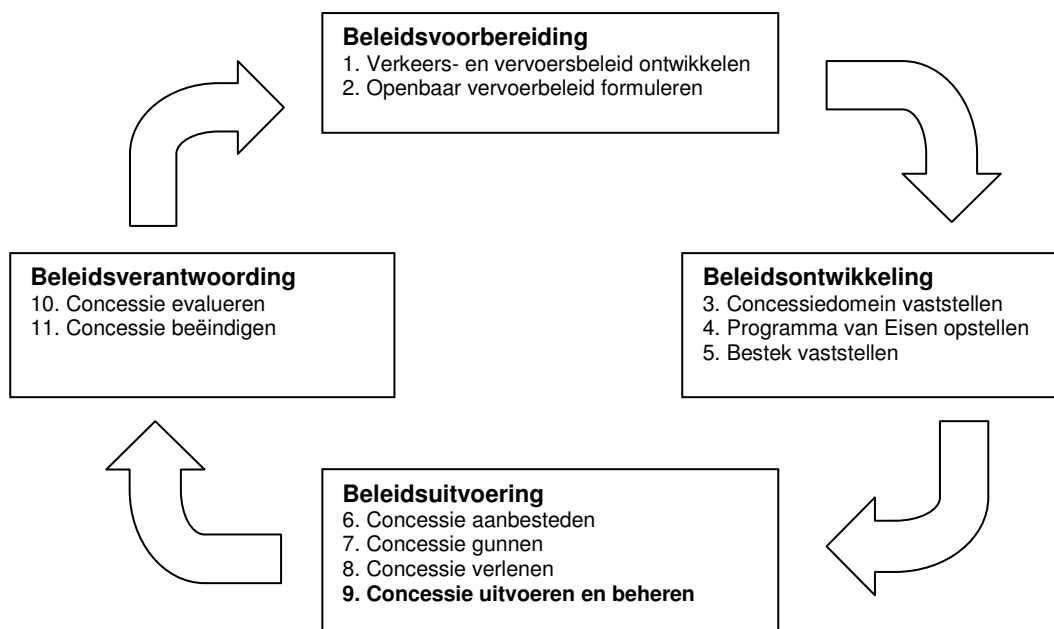 Beleidsvoorbereiding
1. Verkeers- en vervoersbeleid ontwikkelen
2. Openbaar vervoerbeleid formuleren
Beleidsverantwoording
10. Concessie evalueren
11. Concessie beëindigen
Beleidsontwikkeling
3. Concessiedomein vaststellen
4. Programma van Eisen opstellen
5. Bestek vaststellen
Beleidsuitvoering
6. Concessie aanbesteden
7. Concessie gunnen
8. Concessie verlenen
9. Concessie uitvoeren en beheren